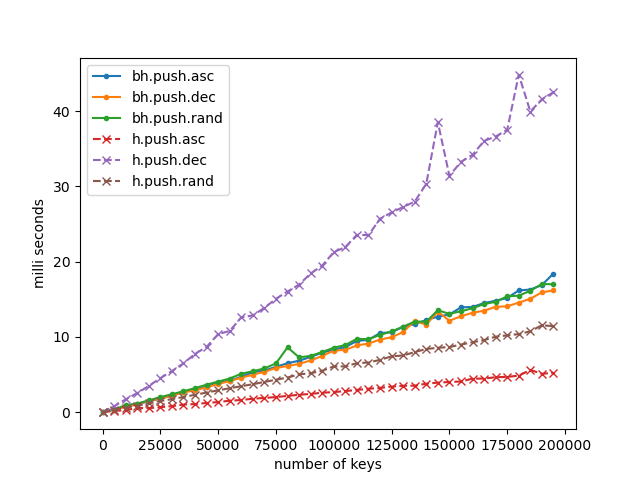 bh.push.asc
bh.push.dec
bh.push.rand
h.push.asc
h.push.dec
h.push.rand
40
30
20
10
0
milli seconds
0 25000 50000 75000 100000 125000 150000 175000 200000
number of keys